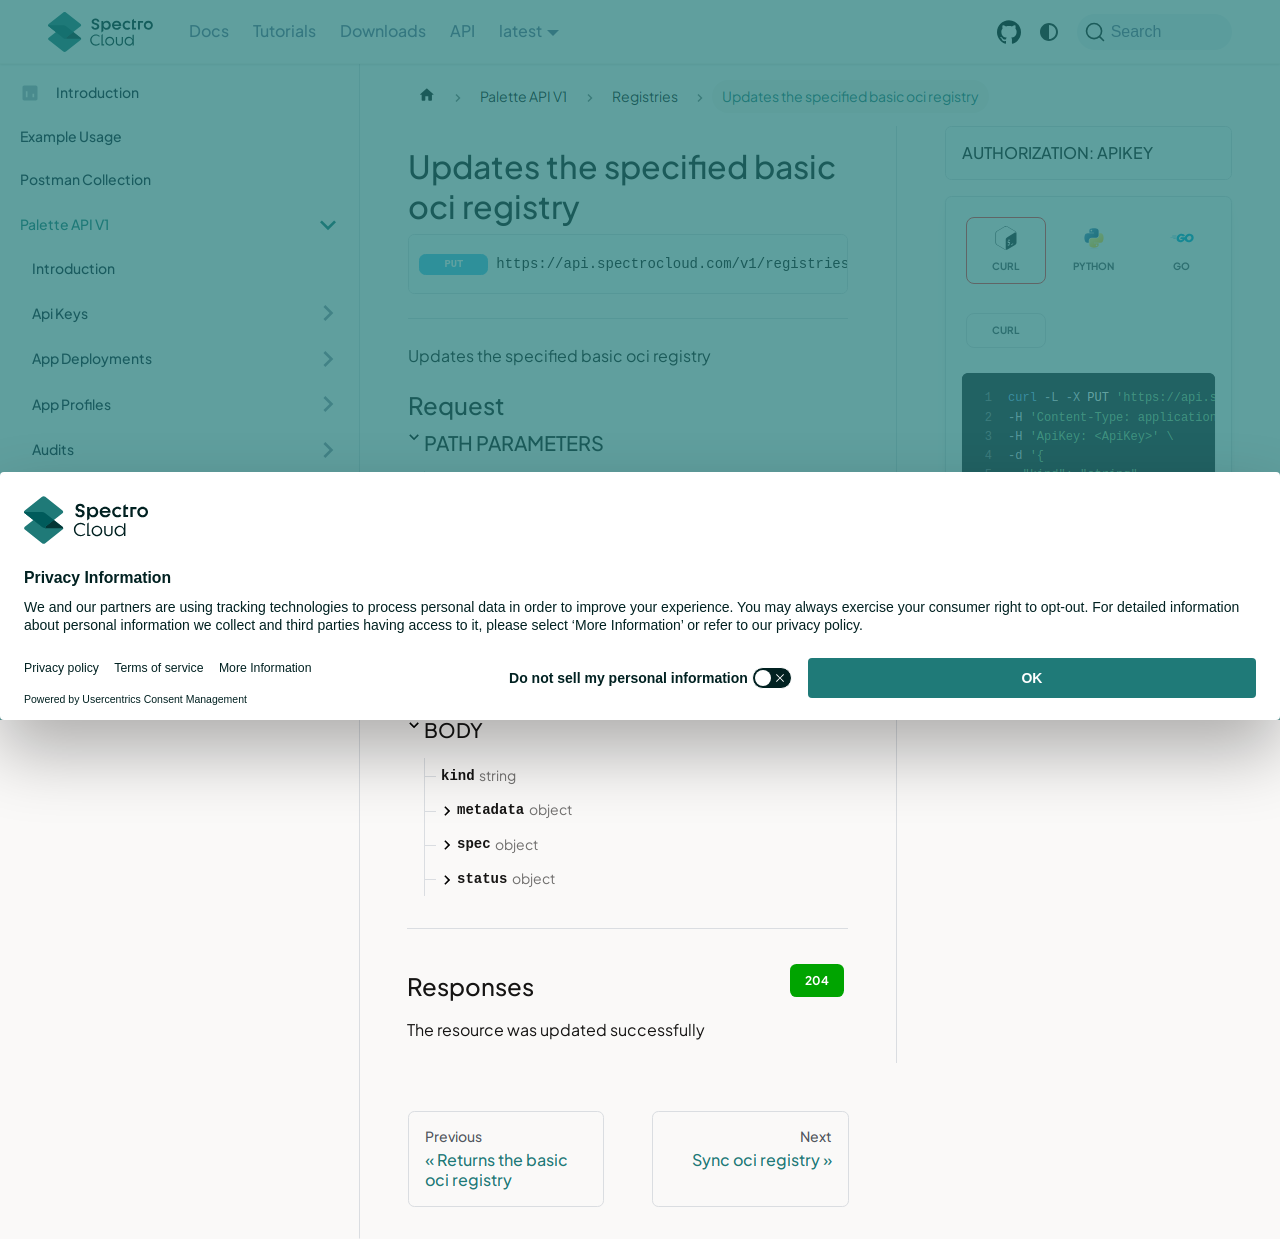 Spectro Cloud
Docs
Tutorials
Downloads
API
latest
Search
Introduction
Example Usage
Postman Collection
Palette API V1
Introduction
Api Keys
App Deployments
App Profiles
Audits
Palette API V1
Registries
Updates the specified basic oci registry
Updates the specified basic
oci registry
PUT
https://api.spectrocloud.com/v1/registries
Updates the specified basic oci registry
Request
PATH PARAMETERS
AUTHORIZATION: APIKEY
CURL
PYTHON
GO
CURL
1 curl -L -X PUT 'https://api.s
2 -H 'Content-Type: application
3 -H 'ApiKey: <ApiKey>' \
4 -d '{
Spectro
Cloud
Privacy Information
We and our partners are using tracking technologies to process personal data in order to improve your experience. You may always exercise your consumer right to opt-out. For detailed information
about personal information we collect and third parties having access to it, please select ‘More Information’ or refer to our privacy policy.
Privacy policy
Terms of service
More Information
Powered by Usercentrics Consent Management
Do not sell my personal information
OK
BODY
kind string
metadata object
spec object
status object
Responses
204
The resource was updated successfully
Previous
« Returns the basic
oci registry
Next
Sync oci registry »